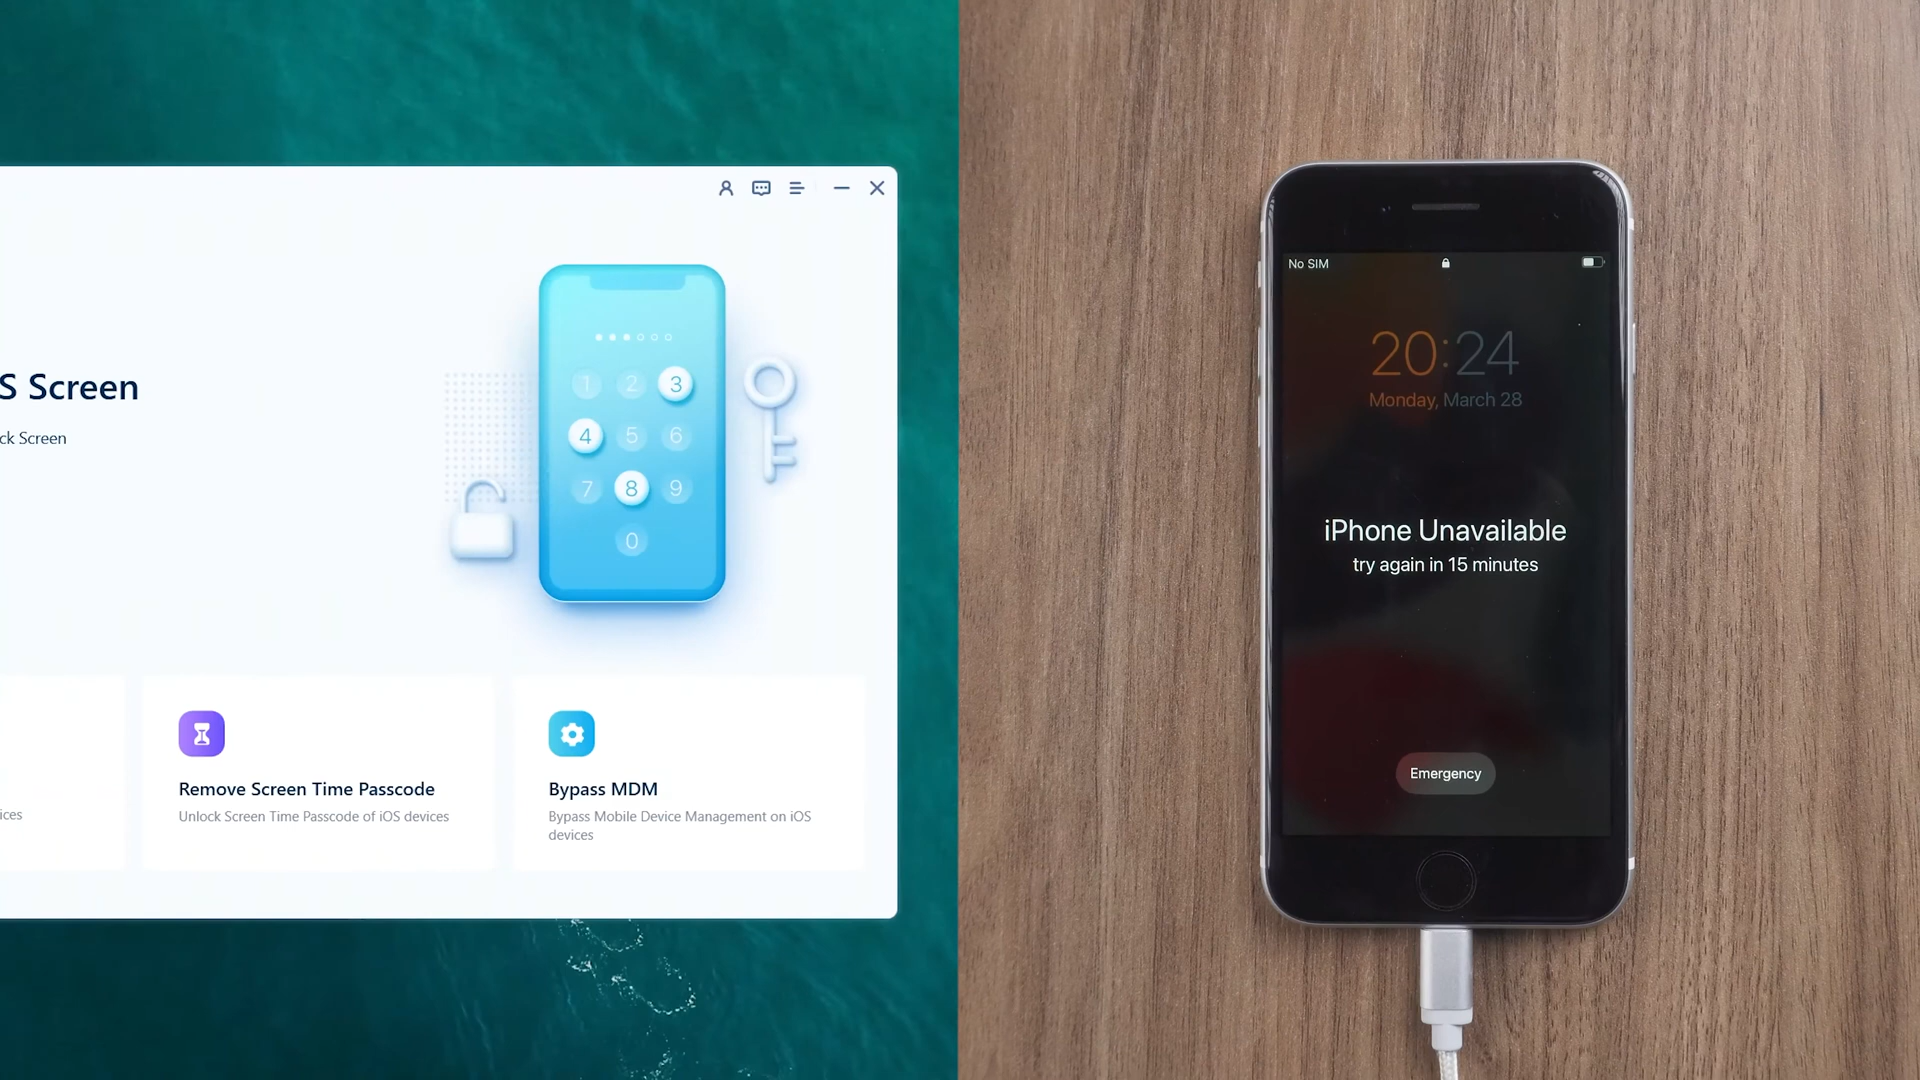 S Screen
ck Screen
1 2 3
4 5 6
7 8 9
0
ices
Remove Screen Time Passcode
Unlock Screen Time Passcode of iOS devices
Bypass MDM
Bypass Mobile Device Management on iOS
devices
No SIM
20:24
Monday, March 28
iPhone Unavailable
try again in 15 minutes
Emergency